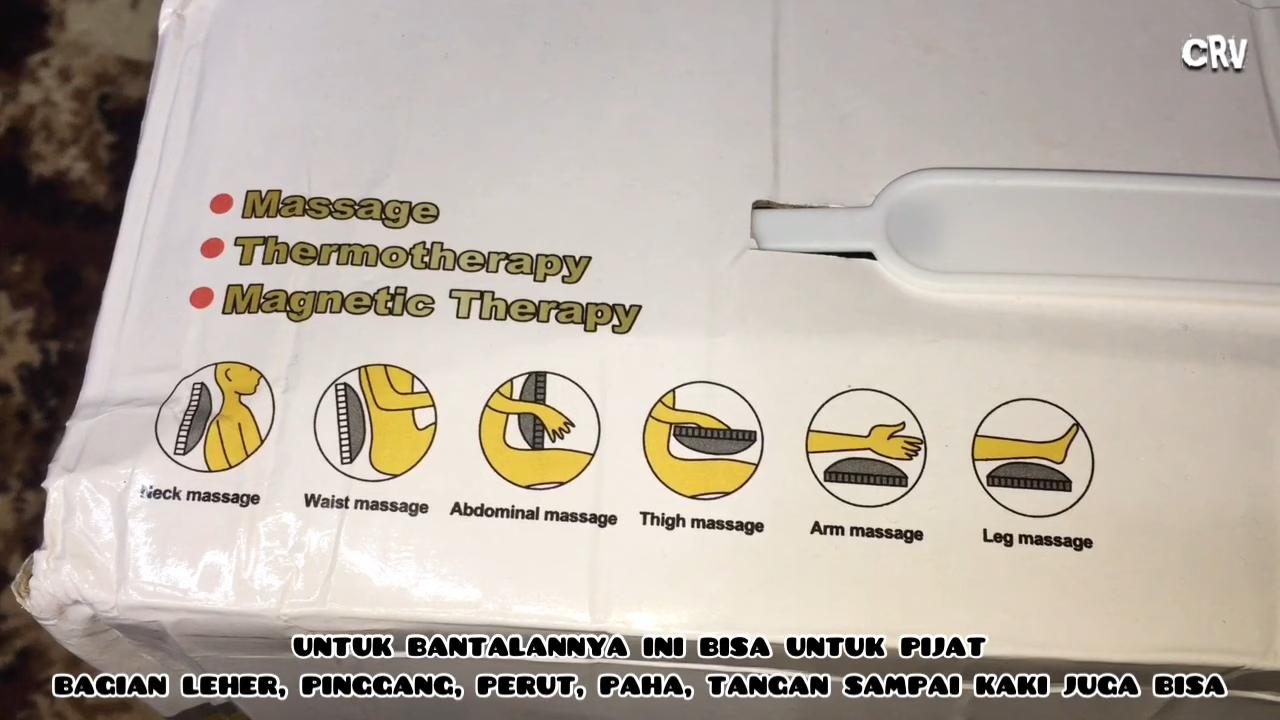 CRV
Massage
Thermotherapy
Magnetic Therapy
Neck massage
Waist massage
Abdominal massage
Thigh massage
Arm massage
Leg massage
UNTUK BANTALANNYA INI BISA UNTUK PIJAT
BAGIAN LEHER, PINGGANG, PERUT, PAHA, TANGAN SAMPAI KAKI JUGA BISA